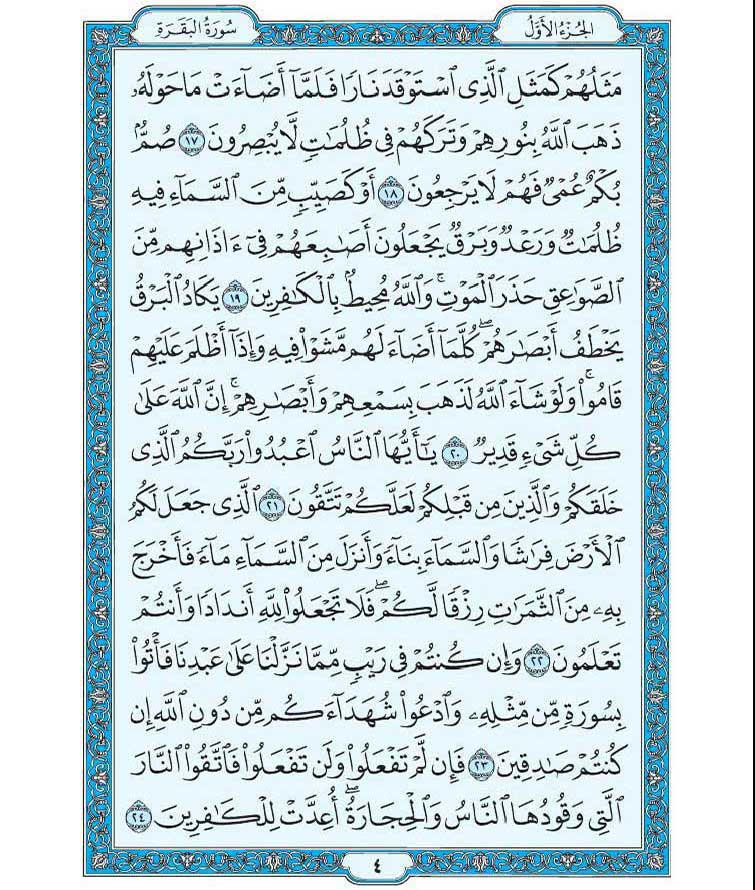 الجُزْءُ الأَوَّلُ
سُورَةُ البَقَرَةِ
مَثَلُهُمْ كَمَثَلِ ٱلَّذِى ٱسْتَوْقَدَ نَارًا فَلَمَّآ أَضَآءَتْ مَا حَوْلَهُۥ
ذَهَبَ ٱللَّهُ بِنُورِهِمْ وَتَرَكَهُمْ فِى ظُلُمَٰتٍ لَّا يُبْصِرُونَ ١٧ صُمٌّۢ
بُكْمٌ عُمْىٌ فَهُمْ لَا يَرْجِعُونَ ١٨ أَوْ كَصَيِّبٍ مِّنَ ٱلسَّمَآءِ فِيهِ
ظُلُمَٰتٌ وَرَعْدٌ وَبَرْقٌ يَجْعَلُونَ أَصَٰبِعَهُمْ فِىٓ ءَاذَانِهِم مِّنَ
ٱلصَّوَٰعِقِ حَذَرَ ٱلْمَوْتِ ۚ وَٱللَّهُ مُحِيطٌۢ بِٱلْكَٰفِرِينَ ١٩ يَكَادُ ٱلْبَرْقُ
يَخْطَفُ أَبْصَٰرَهُمْ ۖ كُلَّمَآ أَضَآءَ لَهُم مَّشَوْا۟ فِيهِ وَإِذَآ أَظْلَمَ عَلَيْهِمْ
قَامُوا۟ ۚ وَلَوْ شَآءَ ٱللَّهُ لَذَهَبَ بِسَمْعِهِمْ وَأَبْصَٰرِهِمْ ۚ إِنَّ ٱللَّهَ عَلَىٰ
كُلِّ شَىْءٍ قَدِيرٌ ٢٠ يَٰٓأَيُّهَا ٱلنَّاسُ ٱعْبُدُوا۟ رَبَّكُمُ ٱلَّذِى
خَلَقَكُمْ وَٱلَّذِينَ مِن قَبْلِكُمْ لَعَلَّكُمْ تَتَّقُونَ ٢١ ٱلَّذِى جَعَلَ لَكُمُ
ٱلْأَرْضَ فِرَٰشًا وَٱلسَّمَآءَ بِنَآءً وَأَنزَلَ مِنَ ٱلسَّمَآءِ مَآءً فَأَخْرَجَ
بِهِۦ مِنَ ٱلثَّمَرَٰتِ رِزْقًا لَّكُمْ ۖ فَلَا تَجْعَلُوا۟ لِلَّهِ أَندَادًا وَأَنتُمْ
تَعْلَمُونَ ٢٢ وَإِن كُنتُمْ فِى رَيْبٍ مِّمَّا نَزَّلْنَا عَلَىٰ عَبْدِنَا فَأْتُوا۟
بِسُورَةٍ مِّن مِّثْلِهِۦ وَٱدْعُوا۟ شُهَدَآءَكُم مِّن دُونِ ٱللَّهِ إِن
كُنتُمْ صَٰدِقِينَ ٢٣ فَإِن لَّمْ تَفْعَلُوا۟ وَلَن تَفْعَلُوا۟ فَٱتَّقُوا۟ ٱلنَّارَ
ٱلَّتِى وَقُودُهَا ٱلنَّاسُ وَٱلْحِجَارَةُ ۖ أُعِدَّتْ لِلْكَٰفِرِينَ ٢٤
٤